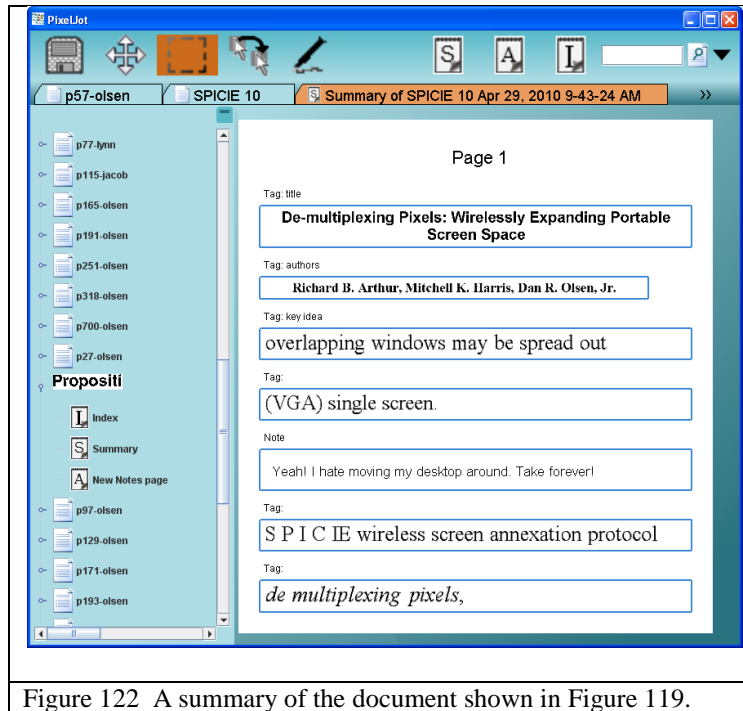 PixelJot
S
A
I
p57-olsen
SPICIE 10
S
Summary of SPICIE 10 Apr 29, 2010 9-43-24 AM
>>
p77-lynn
p115-jacob
p165-olsen
p191-olsen
p251-olsen
p318-olsen
p700-olsen
p27-olsen
Propositi
I Index
S Summary
A New Notes page
p97-olsen
p129-olsen
p171-olsen
p193-olsen
Page 1
Tag: title
De-multiplexing Pixels: Wirelessly Expanding Portable
Screen Space
Tag: authors
Richard B. Arthur, Mitchell K. Harris, Dan R. Olsen, Jr.
Tag: key idea
overlapping windows may be spread out
Tag:
(VGA) single screen.
Note
Yeah! I hate moving my desktop around. Take forever!
Tag:
S P I C IE wireless screen annexation protocol
Tag:
de multiplexing pixels,
Figure 122 A summary of the document shown in Figure 119.